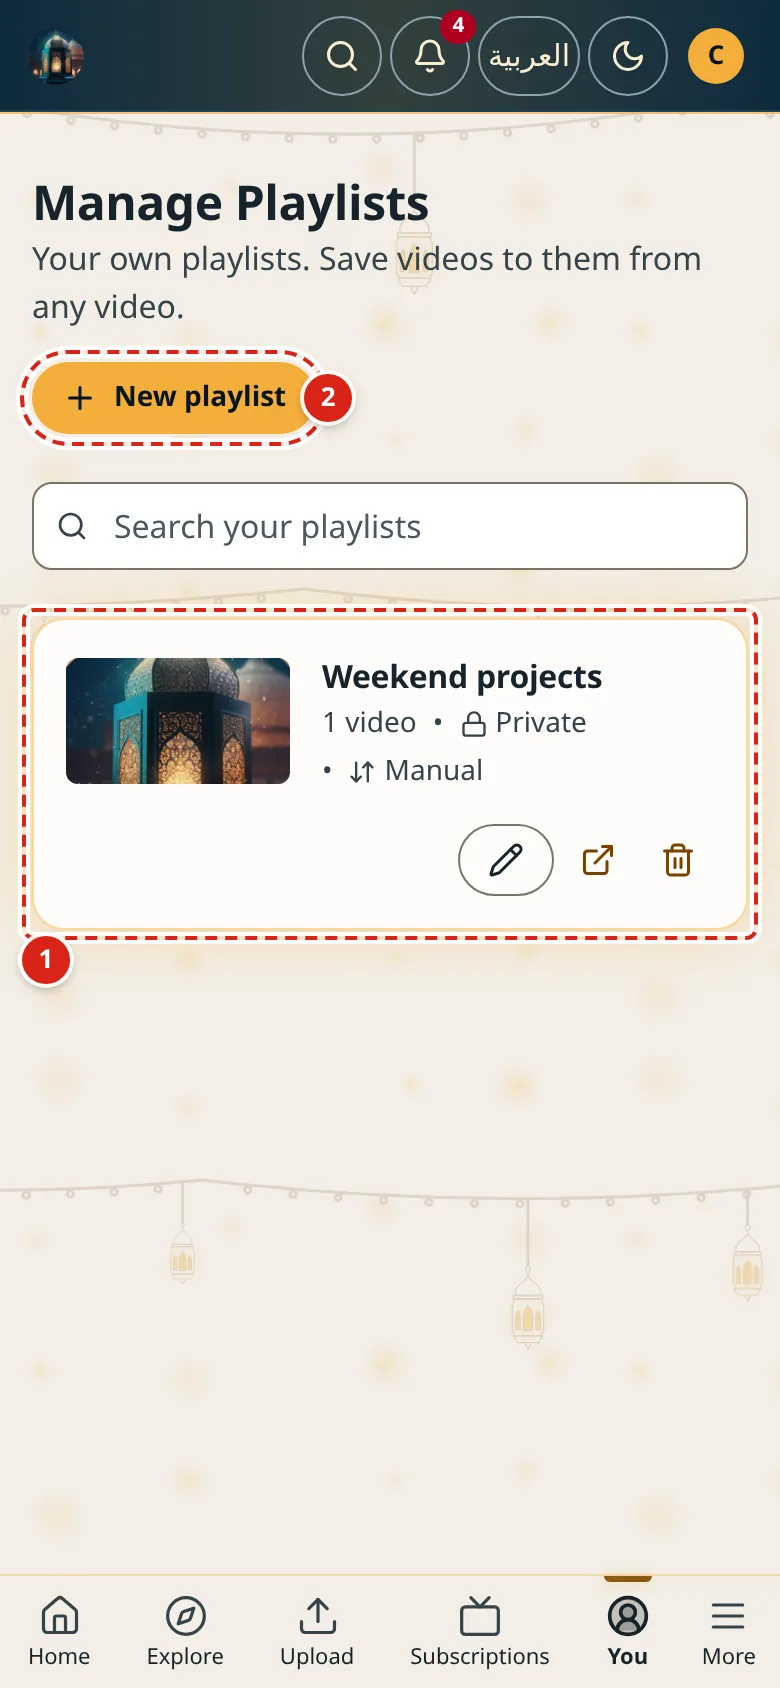 4
العربية
C
Manage Playlists
Your own playlists. Save videos to them from
any video.
New playlist
2
Search your playlists
Weekend projects
1 video • Private
• Manual
1
Home
Explore
Upload
Subscriptions
You
More